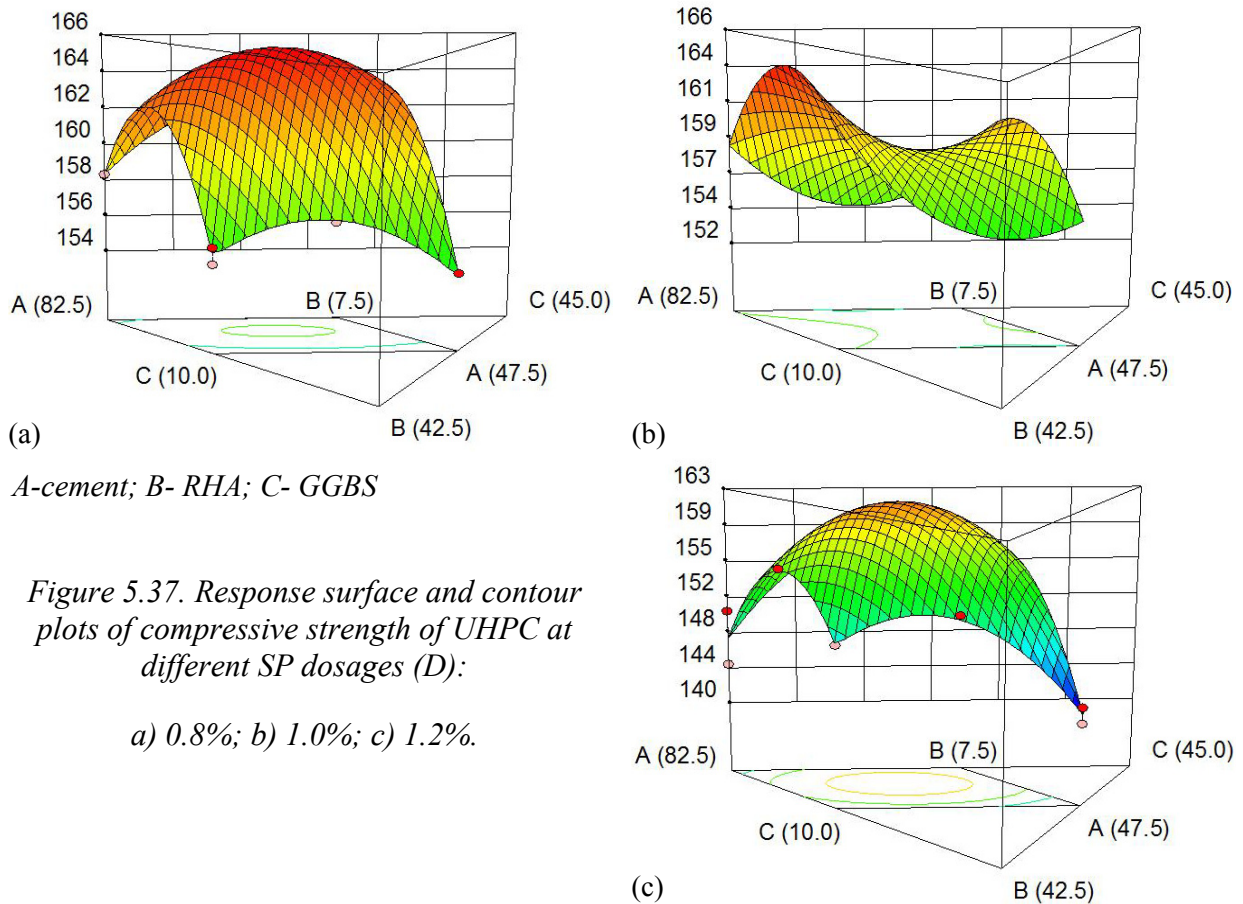 166
164
162
160
158
156
154
A (82.5)
B (7.5)
C (45.0)
C (10.0)
A (47.5)
B (42.5)
(a)
166
164
161
159
157
154
152
A (82.5)
B (7.5)
C (45.0)
C (10.0)
A (47.5)
B (42.5)
(b)
A-cement; B- RHA; C- GGBS
Figure 5.37. Response surface and contour
plots of compressive strength of UHPC at
different SP dosages (D):
a) 0.8%; b) 1.0%; c) 1.2%.
163
159
155
152
148
144
140
A (82.5)
B (7.5)
C (45.0)
C (10.0)
A (47.5)
B (42.5)
(c)